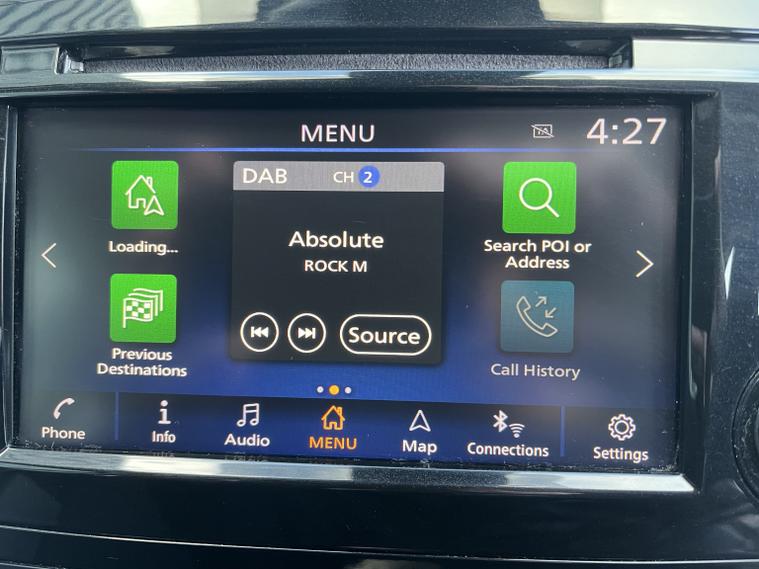 MENU
TA
4:27
DAB CH 2
Loading...
Absolute
ROCK M
Search POI or
Address
Source
Previous
Destinations
Call History
Phone
Info
Audio
MENU
Map
Connections
Settings